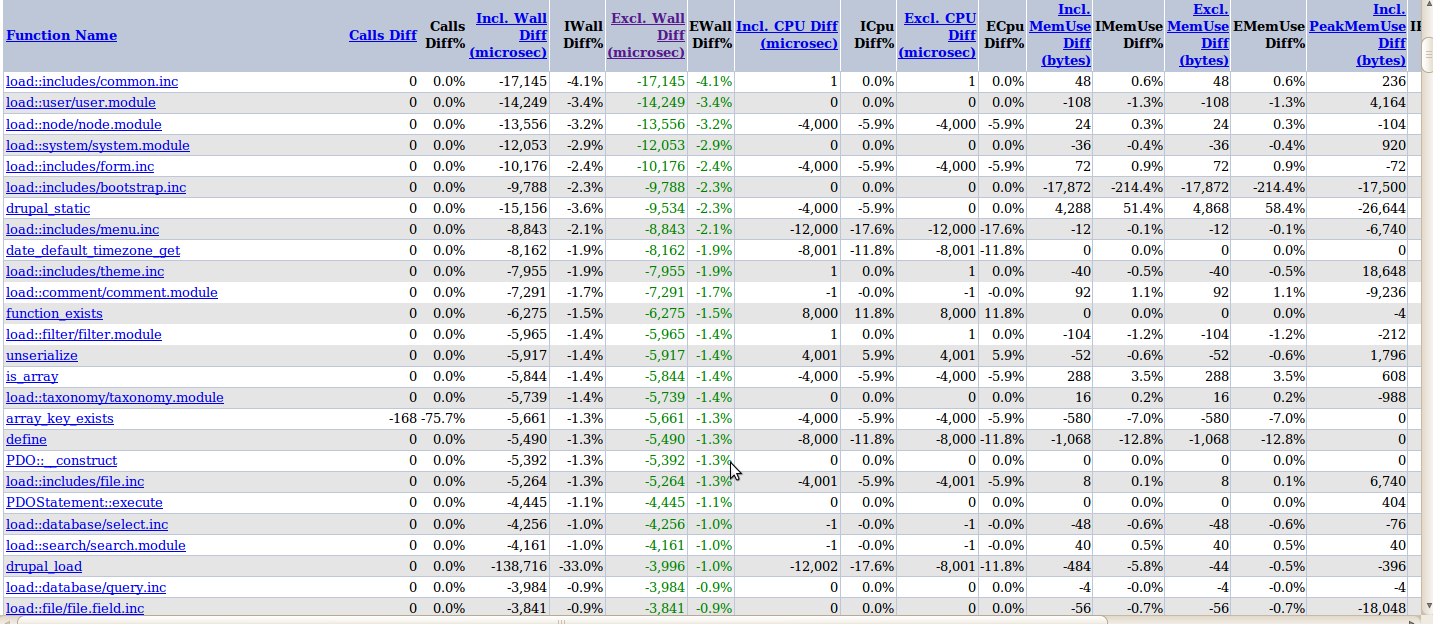 Function Name Calls Diff Calls Diff% Incl. Wall Diff (microsec) IWall Diff% Excl. Wall Diff (microsec) EWall Diff% Incl. CPU Diff (microsec) ICpu Diff% Excl. CPU Diff (microsec) ECpu Diff% Incl. MemUse Diff (bytes) IMemUse Diff% Excl. MemUse Diff (bytes) EMemUse Diff% Incl. PeakMemUse Diff (bytes)
load::includes/common.inc 0 0.0% -17,145 -4.1% -17,145 -4.1% 1 0.0% 1 0.0% 48 0.6% 48 0.6% 236
load::user/user.module 0 0.0% -14,249 -3.4% -14,249 -3.4% 0 0.0% 0 0.0% -108 -1.3% -108 -1.3% 4,164
load::node/node.module 0 0.0% -13,556 -3.2% -13,556 -3.2% -4,000 -5.9% -4,000 -5.9% 24 0.3% 24 0.3% -104
load::system/system.module 0 0.0% -12,053 -2.9% -12,053 -2.9% 0 0.0% 0 0.0% -36 -0.4% -36 -0.4% 920
load::includes/form.inc 0 0.0% -10,176 -2.4% -10,176 -2.4% -4,000 -5.9% -4,000 -5.9% 72 0.9% 72 0.9% -72
load::includes/bootstrap.inc 0 0.0% -9,788 -2.3% -9,788 -2.3% 0 0.0% 0 0.0% -17,872 -214.4% -17,872 -214.4% -17,500
drupal_static 0 0.0% -15,156 -3.6% -9,534 -2.3% -4,000 -5.9% 0 0.0% 4,288 51.4% 4,868 58.4% -26,644
load::includes/menu.inc 0 0.0% -8,843 -2.1% -8,843 -2.1% -12,000 -17.6% -12,000 -17.6% -12 -0.1% -12 -0.1% -6,740
date_default_timezone_get 0 0.0% -8,162 -1.9% -8,162 -1.9% -8,001 -11.8% -8,001 -11.8% 0 0.0% 0 0.0% 0
load::includes/theme.inc 0 0.0% -7,955 -1.9% -7,955 -1.9% 1 0.0% 1 0.0% -40 -0.5% -40 -0.5% 18,648
load::comment/comment.module 0 0.0% -7,291 -1.7% -7,291 -1.7% -1 -0.0% -1 -0.0% 92 1.1% 92 1.1% -9,236
function_exists 0 0.0% -6,275 -1.5% -6,275 -1.5% 8,000 11.8% 8,000 11.8% 0 0.0% 0 0.0% -4
load::filter/filter.module 0 0.0% -5,965 -1.4% -5,965 -1.4% 1 0.0% 1 0.0% -104 -1.2% -104 -1.2% -212
unserialize 0 0.0% -5,917 -1.4% -5,917 -1.4% 4,001 5.9% 4,001 5.9% -52 -0.6% -52 -0.6% 1,796
is_array 0 0.0% -5,844 -1.4% -5,844 -1.4% -4,000 -5.9% -4,000 -5.9% 288 3.5% 288 3.5% 608
load::taxonomy/taxonomy.module 0 0.0% -5,739 -1.4% -5,739 -1.4% 0 0.0% 0 0.0% 16 0.2% 16 0.2% -988
array_key_exists -168 -75.7% -5,661 -1.3% -5,661 -1.3% -4,000 -5.9% -4,000 -5.9% -580 -7.0% -580 -7.0% 0
define 0 0.0% -5,490 -1.3% -5,490 -1.3% -8,000 -11.8% -8,000 -11.8% -1,068 -12.8% -1,068 -12.8% 0
PDO::__construct 0 0.0% -5,392 -1.3% -5,392 -1.3% 0 0.0% 0 0.0% 0 0.0% 0 0.0% 0
load::includes/file.inc 0 0.0% -5,264 -1.3% -5,264 -1.3% -4,001 -5.9% -4,001 -5.9% 8 0.1% 8 0.1% 6,740
PDOStatement::execute 0 0.0% -4,445 -1.1% -4,445 -1.1% 0 0.0% 0 0.0% 0 0.0% 0 0.0% 404
load::database/select.inc 0 0.0% -4,256 -1.0% -4,256 -1.0% -1 -0.0% -1 -0.0% -48 -0.6% -48 -0.6% -76
load::search/search.module 0 0.0% -4,161 -1.0% -4,161 -1.0% -1 -0.0% -1 -0.0% 40 0.5% 40 0.5% 40
drupal_load 0 0.0% -138,716 -33.0% -3,996 -1.0% -12,002 -17.6% -8,001 -11.8% -484 -5.8% -44 -0.5% -396
load::database/query.inc 0 0.0% -3,984 -0.9% -3,984 -0.9% 0 0.0% 0 0.0% -4 -0.0% -4 -0.0% -4
load::file/file.field.inc 0 0.0% -3,841 -0.9% -3,841 -0.9% 0 0.0% 0 0.0% -56 -0.7% -56 -0.7% -18,048